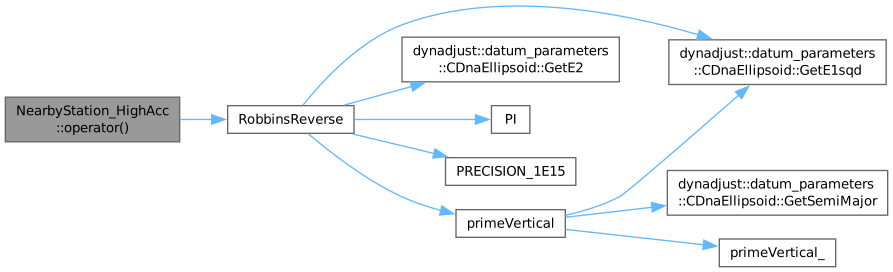 NearbyStation_HighAcc
::operator()
RobbinsReverse
dynadjust::datum_parameters
::CDnaEllipsoid::GetE2
PI
PRECISION_1E15
primeVertical
dynadjust::datum_parameters
::CDnaEllipsoid::GetE1sqd
dynadjust::datum_parameters
::CDnaEllipsoid::GetSemiMajor
primeVertical_